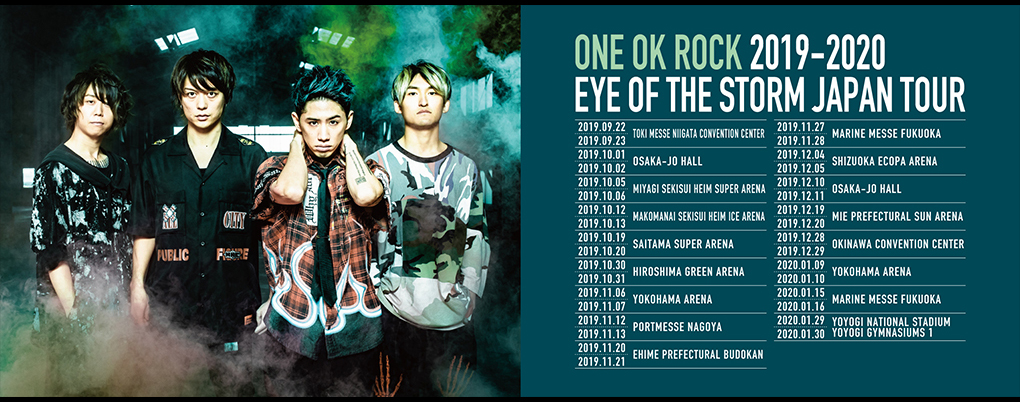 ONE OK ROCK 2019-2020
EYE OF THE STORM JAPAN TOUR
2019.09.22
2019.09.23
TOKI MESSE NIIGATA CONVENTION CENTER
2019.10.01
2019.10.02
OSAKA-JO HALL
2019.10.05
2019.10.06
MIYAGI SEKISUI HEIM SUPER ARENA
2019.10.12
2019.10.13
MAKOMANAI SEKISUI HEIM ICE ARENA
2019.10.19
2019.10.20
SAITAMA SUPER ARENA
2019.10.30
2019.10.31
HIROSHIMA GREEN ARENA
2019.11.06
2019.11.07
YOKOHAMA ARENA
2019.11.12
2019.11.13
PORTMESSE NAGOYA
2019.11.20
2019.11.21
EHIME PREFECTURAL BUDOKAN
2019.11.27
2019.11.28
MARINE MESSE FUKUOKA
2019.12.04
2019.12.05
SHIZUOKA ECOPA ARENA
2019.12.10
2019.12.11
OSAKA-JO HALL
2019.12.19
2019.12.20
MIE PREFECTURAL SUN ARENA
2019.12.28
2019.12.29
OKINAWA CONVENTION CENTER
2020.01.09
2020.01.10
YOKOHAMA ARENA
2020.01.15
2020.01.16
MARINE MESSE FUKUOKA
2020.01.29
2020.01.30
YOYOGI NATIONAL STADIUM
YOYOGI GYMNASIUMS 1
PUBLIC